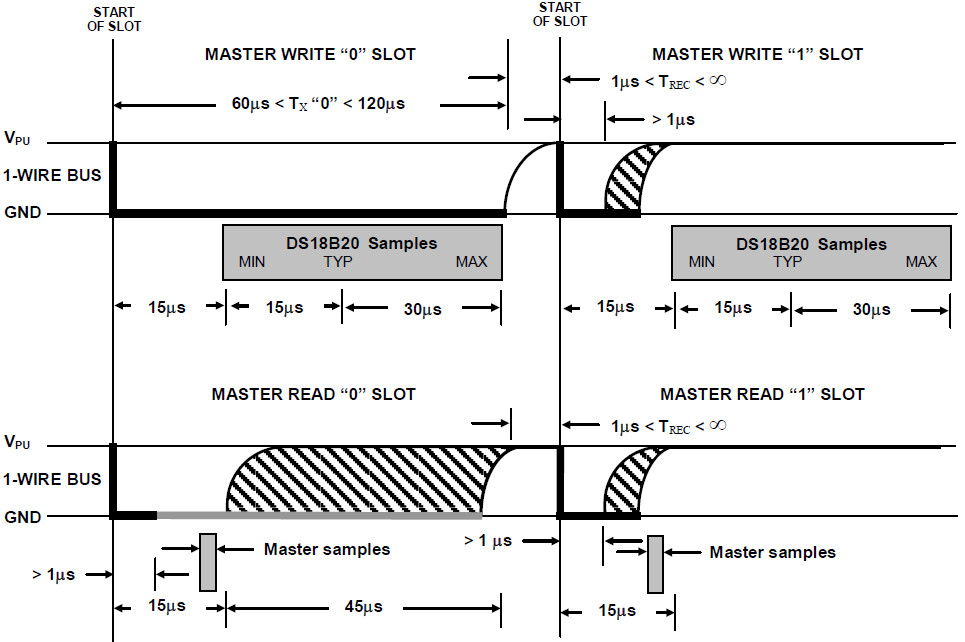 START
OF SLOT
START
OF SLOT
MASTER WRITE “0” SLOT
MASTER WRITE “1” SLOT
1μs < TREC < ∞
60μs < TX “0” < 120μs
> 1μs
VPU
1-WIRE BUS
GND
DS18B20 Samples
MIN TYP MAX
DS18B20 Samples
MIN TYP MAX
15μs 15μs 30μs
15μs 15μs 30μs
MASTER READ “0” SLOT
MASTER READ “1” SLOT
1μs < TREC < ∞
VPU
1-WIRE BUS
GND
> 1 μs
Master samples
Master samples
> 1μs
15μs 45μs
15μs